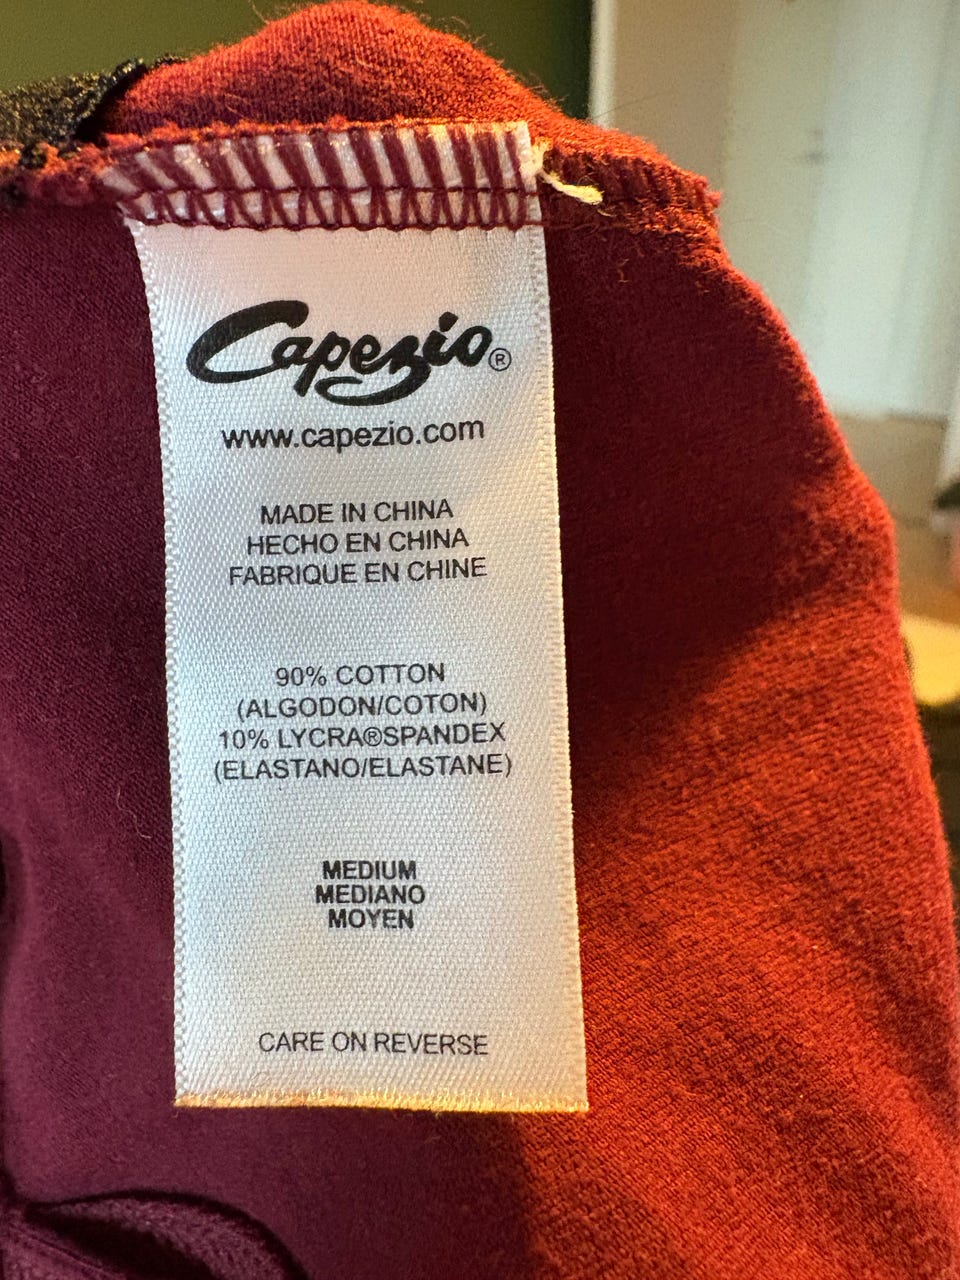 Capezio®
www.capezio.com
MADE IN CHINA
HECHO EN CHINA
FABRIQUE EN CHINE
90% COTTON
(ALGODON/COTON)
10% LYCRA®SPANDEX
(ELASTANO/ELASTANE)
MEDIUM
MEDIANO
MOYEN
CARE ON REVERSE